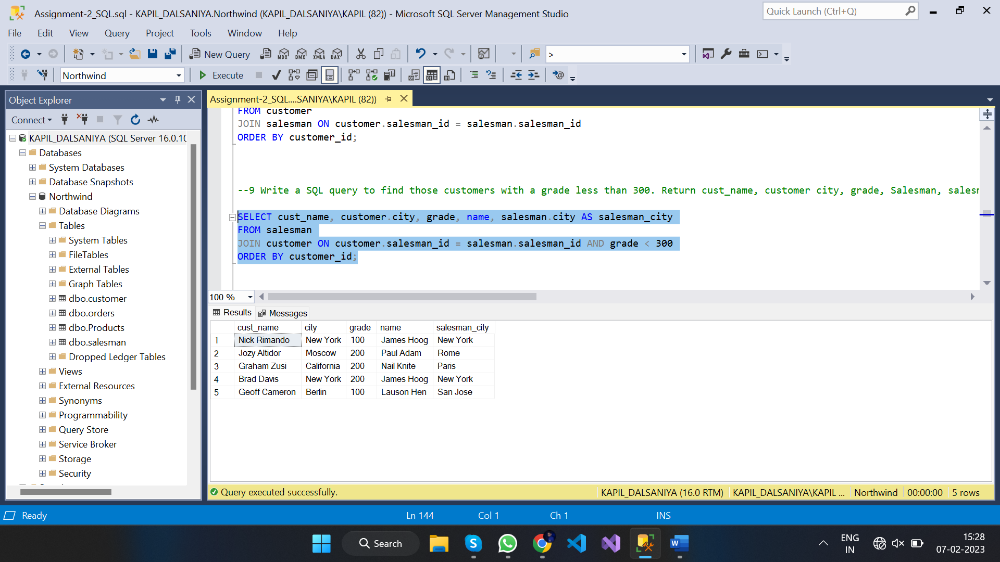 Assignment-2_SQL.sql - KAPIL_DALSANIYA.Northwind (KAPIL_DALSANIYA\KAPIL (82)) - Microsoft SQL Server Management Studio
Quick Launch (Ctrl+Q)
File Edit View Query Project Tools Window Help
New Query MDX DMX XMLA DAX >
Northwind Execute
Object Explorer
Connect
KAPIL_DALSANIYA (SQL Server 16.0.10
Databases
System Databases
Database Snapshots
Northwind
Database Diagrams
Tables
System Tables
FileTables
External Tables
Graph Tables
dbo.customer
dbo.orders
dbo.Products
dbo.salesman
Dropped Ledger Tables
Views
External Resources
Synonyms
Programmability
Query Store
Service Broker
Storage
Security
Assignment-2_SQL....SANIYA\KAPIL (82))
FROM customer
JOIN salesman ON customer.salesman_id = salesman.salesman_id
ORDER BY customer_id;
--9 Write a SQL query to find those customers with a grade less than 300. Return cust_name, customer city, grade, Salesman, salesm
SELECT cust_name, customer.city, grade, name, salesman.city AS salesman_city
FROM salesman
JOIN customer ON customer.salesman_id = salesman.salesman_id AND grade < 300
ORDER BY customer_id;
100 %
Results Messages
cust_name city grade name salesman_city
1 Nick Rimando New York 100 James Hoog New York
2 Jozy Altidor Moscow 200 Paul Adam Rome
3 Graham Zusi California 200 Nail Knite Paris
4 Brad Davis New York 200 James Hoog New York
5 Geoff Cameron Berlin 100 Lauson Hen San Jose
Query executed successfully. KAPIL_DALSANIYA (16.0 RTM) KAPIL_DALSANIYA\KAPIL ... Northwind 00:00:00 5 rows
Ready Ln 144 Col 1 Ch 1 INS
Search
ENG
IN
15:28
07-02-2023